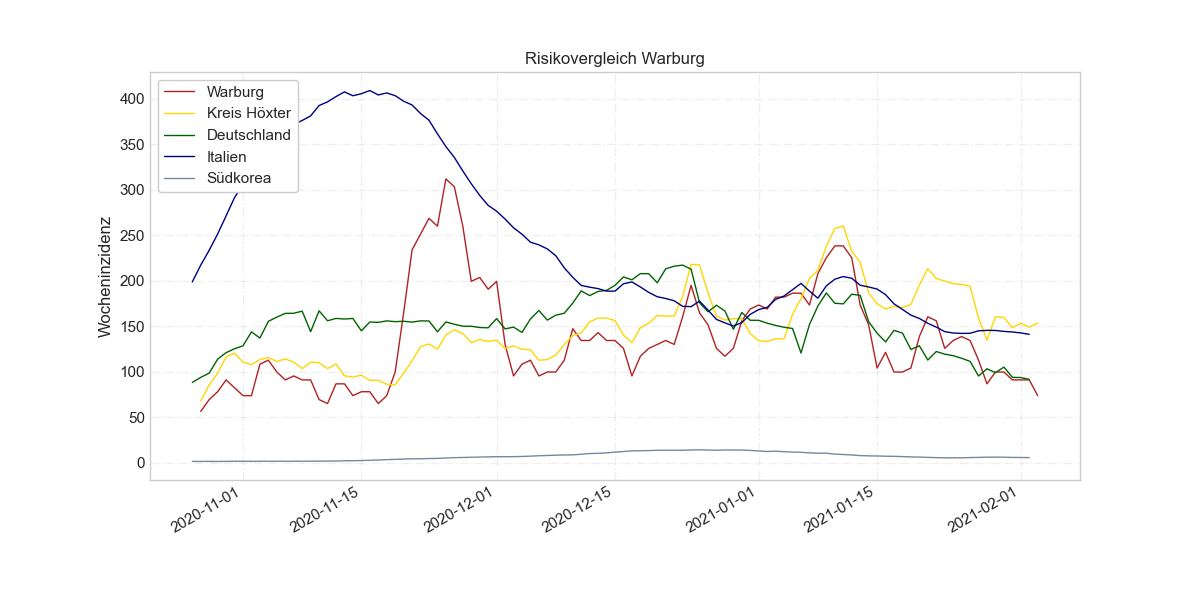 Risikovergleich Warburg
Warburg
Kreis Höxter
Deutschland
Italien
Südkorea
Wocheninzidenz
400
350
300
250
200
150
100
50
0
2020-11-01
2020-11-15
2020-12-01
2020-12-15
2021-01-01
2021-01-15
2021-02-01